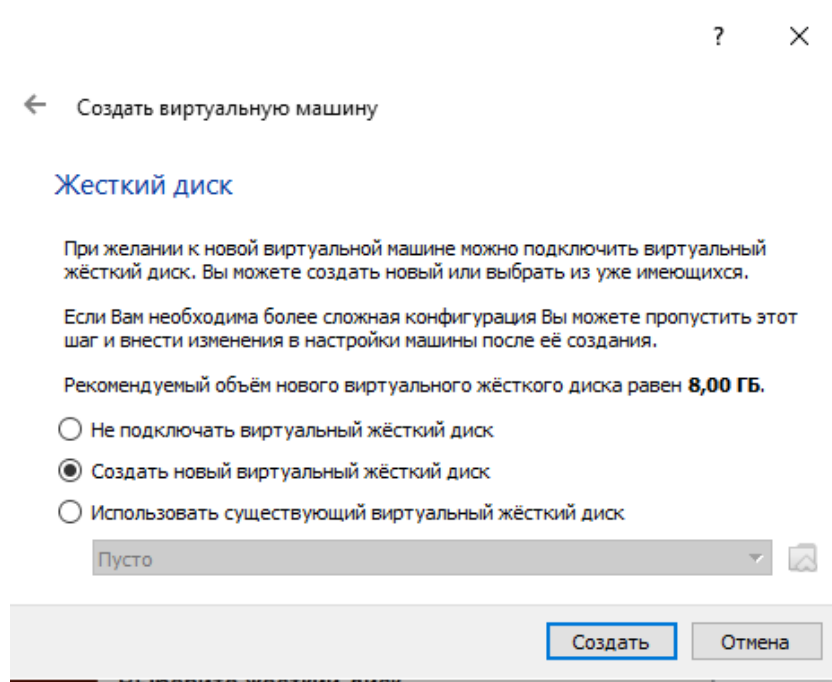 ?
Создать виртуальную машину
Жесткий диск
При желании к новой виртуальной машине можно подключить виртуальный
жёсткий диск. Вы можете создать новый или выбрать из уже имеющихся.
Если Вам необходима более сложная конфигурация Вы можете пропустить этот
шаг и внести изменения в настройки машины после её создания.
Рекомендуемый объём нового виртуального жёсткого диска равен 8,00 ГБ.
Не подключать виртуальный жёсткий диск
Создать новый виртуальный жёсткий диск
Использовать существующий виртуальный жёсткий диск
Пусто
Создать Отмена